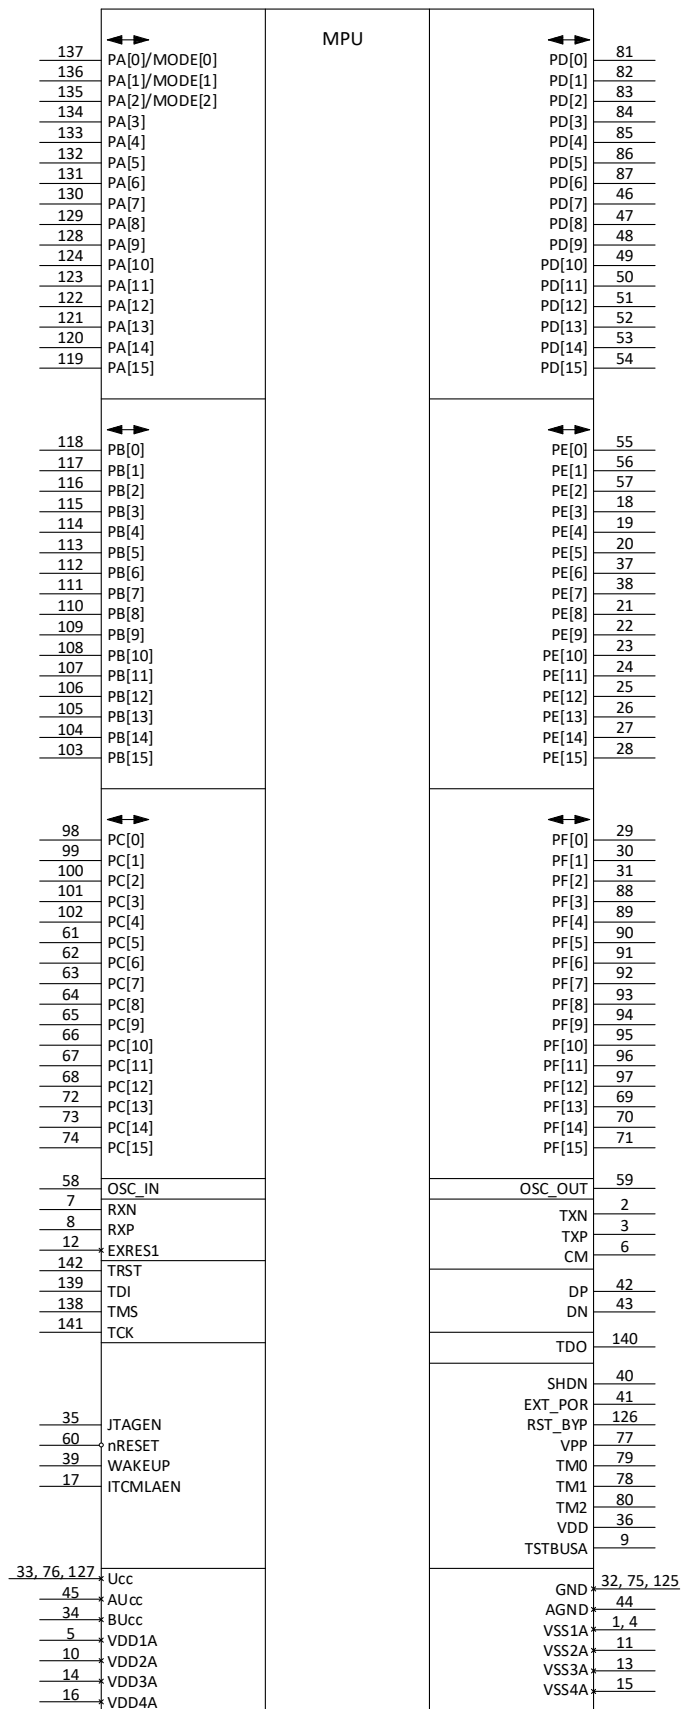 MPU
137 PA[0]/MODE[0] PD[0] 81
136 PA[1]/MODE[1] PD[1] 82
135 PA[2]/MODE[2] PD[2] 83
134 PA[3] PD[3] 84
133 PA[4] PD[4] 85
132 PA[5] PD[5] 86
131 PA[6] PD[6] 87
130 PA[7] PD[7] 46
129 PA[8] PD[8] 47
128 PA[9] PD[9] 48
124 PA[10] PD[10] 49
123 PA[11] PD[11] 50
122 PA[12] PD[12] 51
121 PA[13] PD[13] 52
120 PA[14] PD[14] 53
119 PA[15] PD[15] 54
118 PB[0] PE[0] 55
117 PB[1] PE[1] 56
116 PB[2] PE[2] 57
115 PB[3] PE[3] 18
114 PB[4] PE[4] 19
113 PB[5] PE[5] 20
112 PB[6] PE[6] 37
111 PB[7] PE[7] 38
110 PB[8] PE[8] 21
109 PB[9] PE[9] 22
108 PB[10] PE[10] 23
107 PB[11] PE[11] 24
106 PB[12] PE[12] 25
105 PB[13] PE[13] 26
104 PB[14] PE[14] 27
103 PB[15] PE[15] 28
98 PC[0] PF[0] 29
99 PC[1] PF[1] 30
100 PC[2] PF[2] 31
101 PC[3] PF[3] 88
102 PC[4] PF[4] 89
61 PC[5] PF[5] 90
62 PC[6] PF[6] 91
63 PC[7] PF[7] 92
64 PC[8] PF[8] 93
65 PC[9] PF[9] 94
66 PC[10] PF[10] 95
67 PC[11] PF[11] 96
68 PC[12] PF[12] 97
72 PC[13] PF[13] 69
73 PC[14] PF[14] 70
74 PC[15] PF[15] 71
58 OSC_IN OSC_OUT 59
7 RXN TXN 2
8 RXP TXP 3
12 EXRES1 CM 6
142 TRST
139 TDI DP 42
138 TMS DN 43
141 TCK TDO 140
SHDN 40
EXT_POR 41
35 JTAGEN RST_BYP 126
60 nRESET VPP 77
39 WAKEUP TM0 79
17 ITCMLAEN TM1 78
TM2 80
VDD 36
TSTBUSA 9
33, 76, 127 Ucc GND 32, 75, 125
45 AUcc AGND 44
34 BUcc VSS1A 1, 4
5 VDD1A VSS2A 11
10 VDD2A VSS3A 13
14 VDD3A VSS4A 15
16 VDD4A